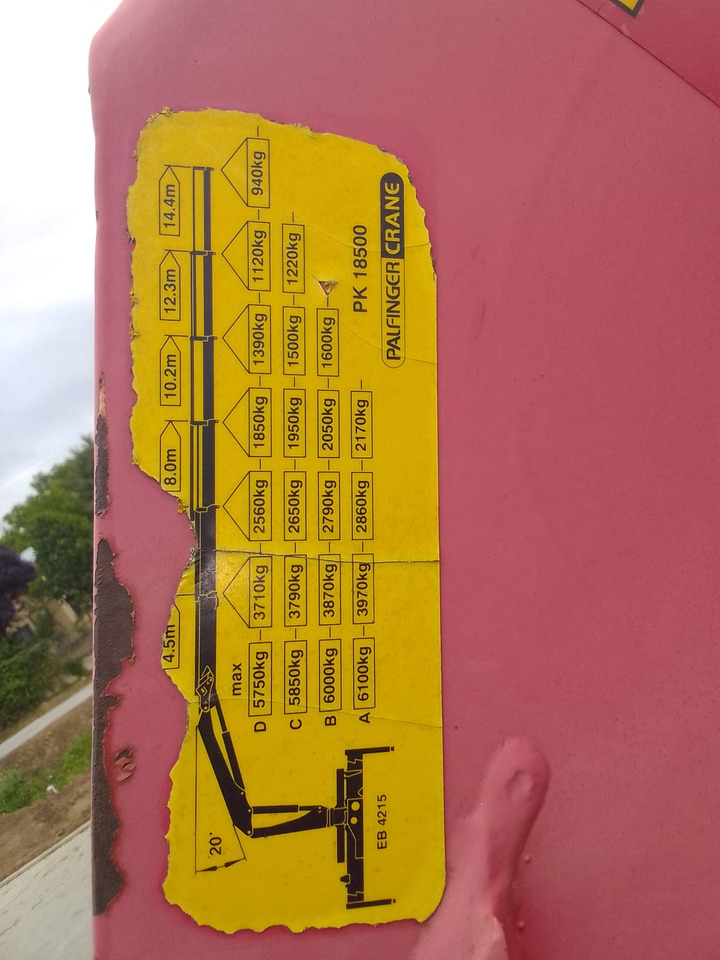 4.5m 8.0m 10.2m 12.3m 14.4m
20°
max
D 5750kg 3710kg 2560kg 1850kg 1390kg 1120kg 940kg
C 5850kg 3790kg 2650kg 1950kg 1500kg 1220kg
B 6000kg 3870kg 2790kg 2050kg 1600kg
A 6100kg 3970kg 2860kg 2170kg
EB 4215
PK 18500
PALFINGER CRANE